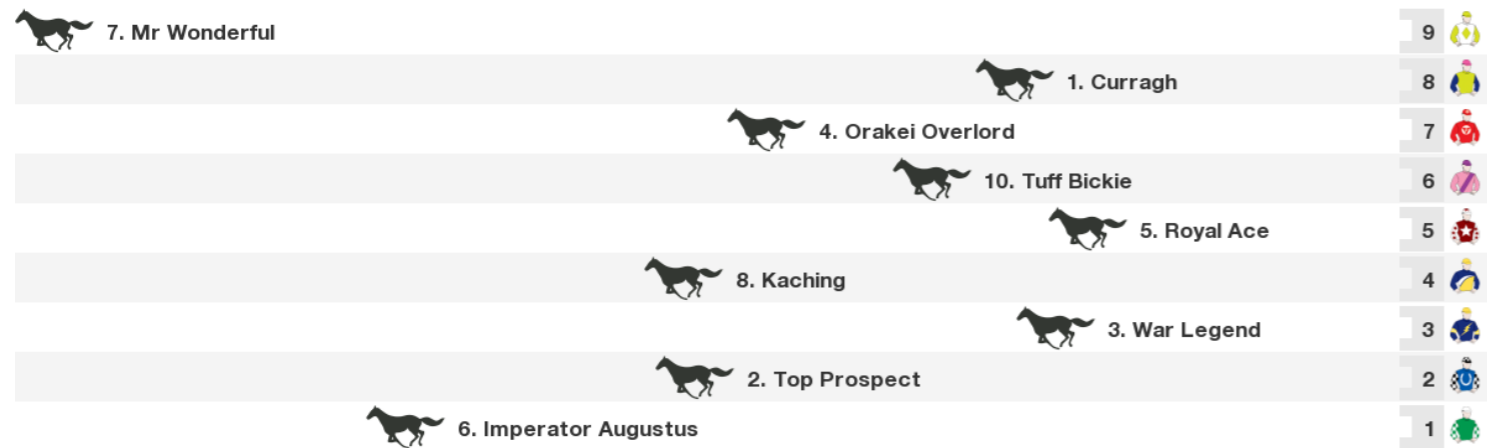 7. Mr Wonderful 9
1. Curragh 8
4. Orakei Overlord 7
10. Tuff Bickie 6
5. Royal Ace 5
8. Kaching 4
3. War Legend 3
2. Top Prospect 2
6. Imperator Augustus 1